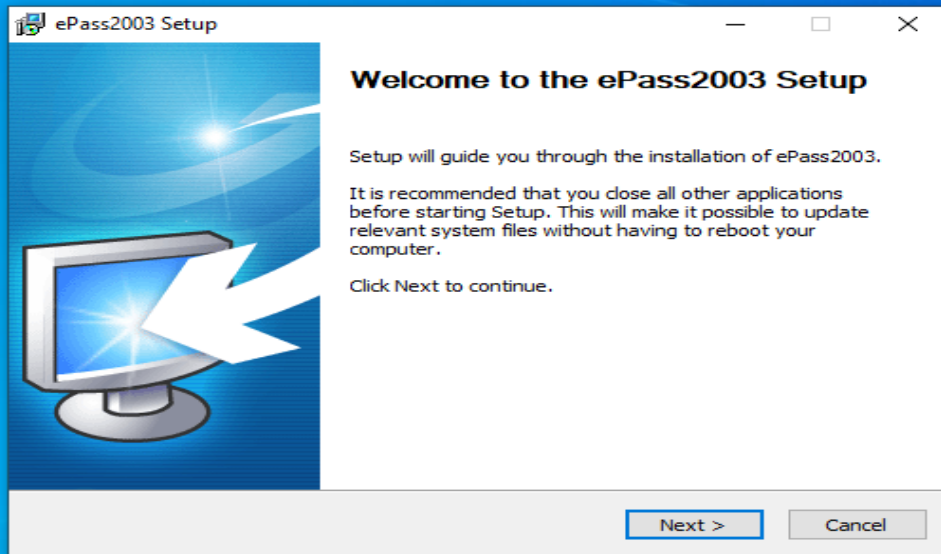 ePass2003 Setup
Welcome to the ePass2003 Setup
Setup will guide you through the installation of ePass2003.
It is recommended that you close all other applications
before starting Setup. This will make it possible to update
relevant system files without having to reboot your
computer.
Click Next to continue.
Next >
Cancel